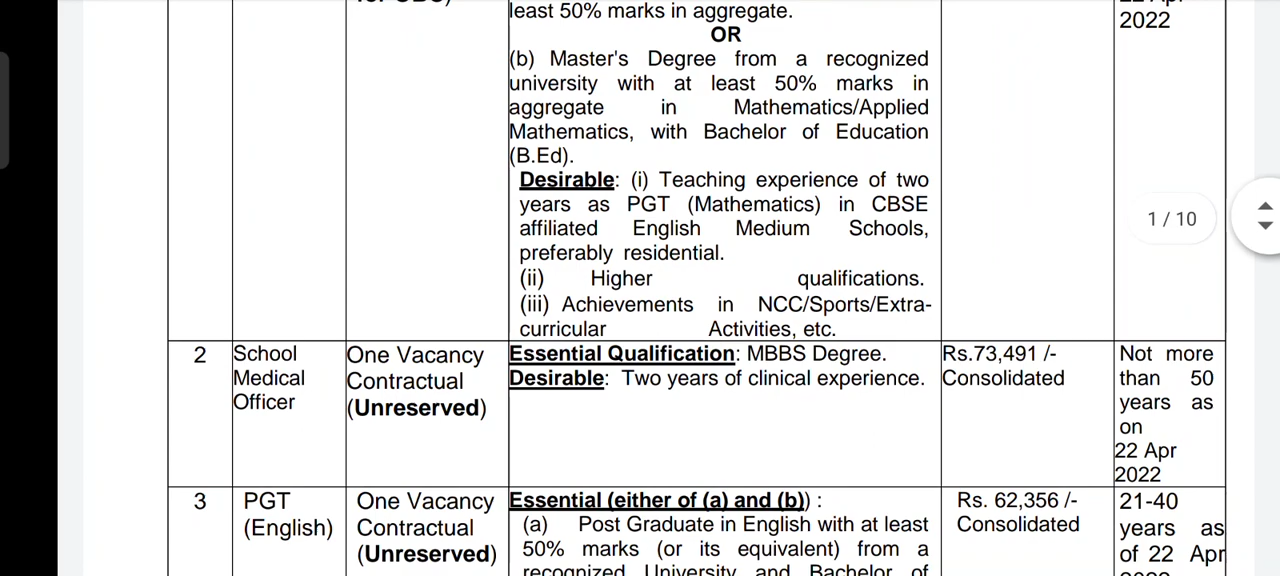 least 50% marks in aggregate.
2022
OR
(b) Master's Degree from a recognized
university with at least 50% marks in
aggregate in Mathematics/Applied
Mathematics, with Bachelor of Education
(B.Ed).
Desirable: (i) Teaching experience of two
years as PGT (Mathematics) in CBSE
affiliated English Medium Schools,
preferably residential.
(ii) Higher qualifications.
(iii) Achievements in NCC/Sports/Extra-
curricular Activities, etc.
1 / 10
2
School
Medical
Officer
One Vacancy
Contractual
(Unreserved)
Essential Qualification: MBBS Degree.
Desirable: Two years of clinical experience.
Rs.73,491 /-
Consolidated
Not more
than 50
years as
on
22 Apr
2022
3
PGT
(English)
One Vacancy
Contractual
(Unreserved)
Essential (either of (a) and (b)) :
(a) Post Graduate in English with at least
50% marks (or its equivalent) from a
recognized University and Bachelor of
Rs. 62,356 /-
Consolidated
21-40
years as
of 22 Apr